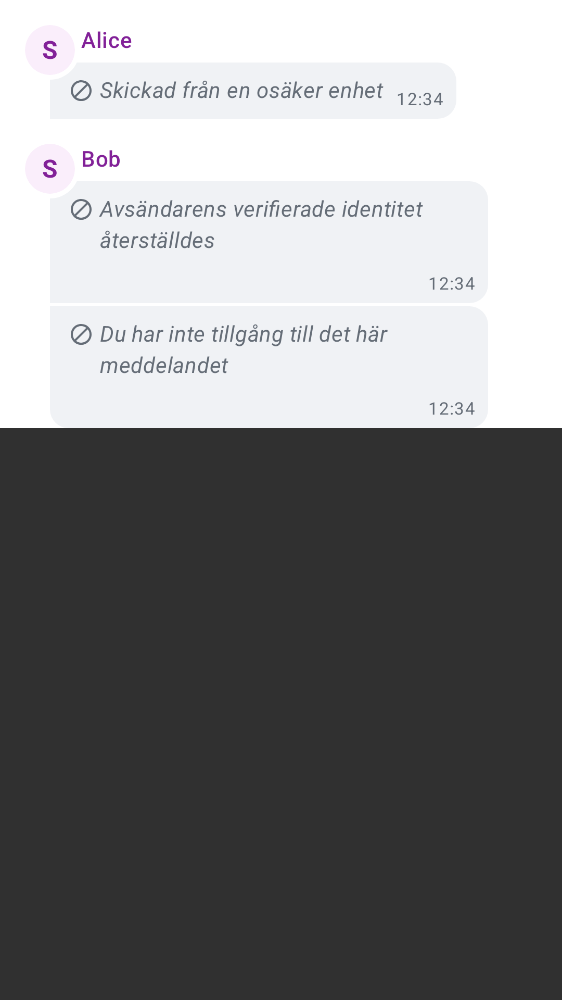 S
Alice
Skickad från en osäker enhet
12:34
S
Bob
Avsändarens verifierade identitet
återställdes
12:34
Du har inte tillgång till det här
meddelandet
12:34